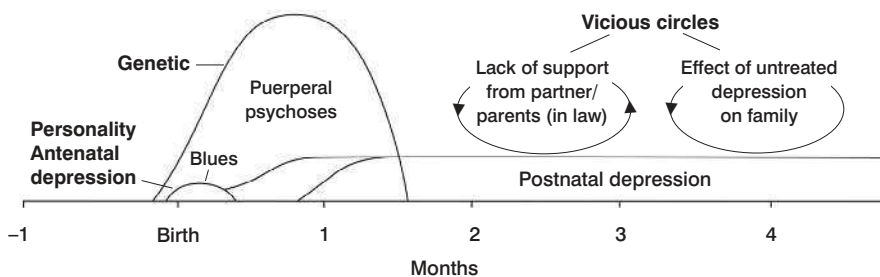 Vicious circles
Genetic
Lack of support
from partner/
parents (in law)
Effect of untreated
depression
on family
Puerperal
psychoses
Personality
Antenatal
depression
Blues
Postnatal depression
–1 Birth 1 2 3 4
Months